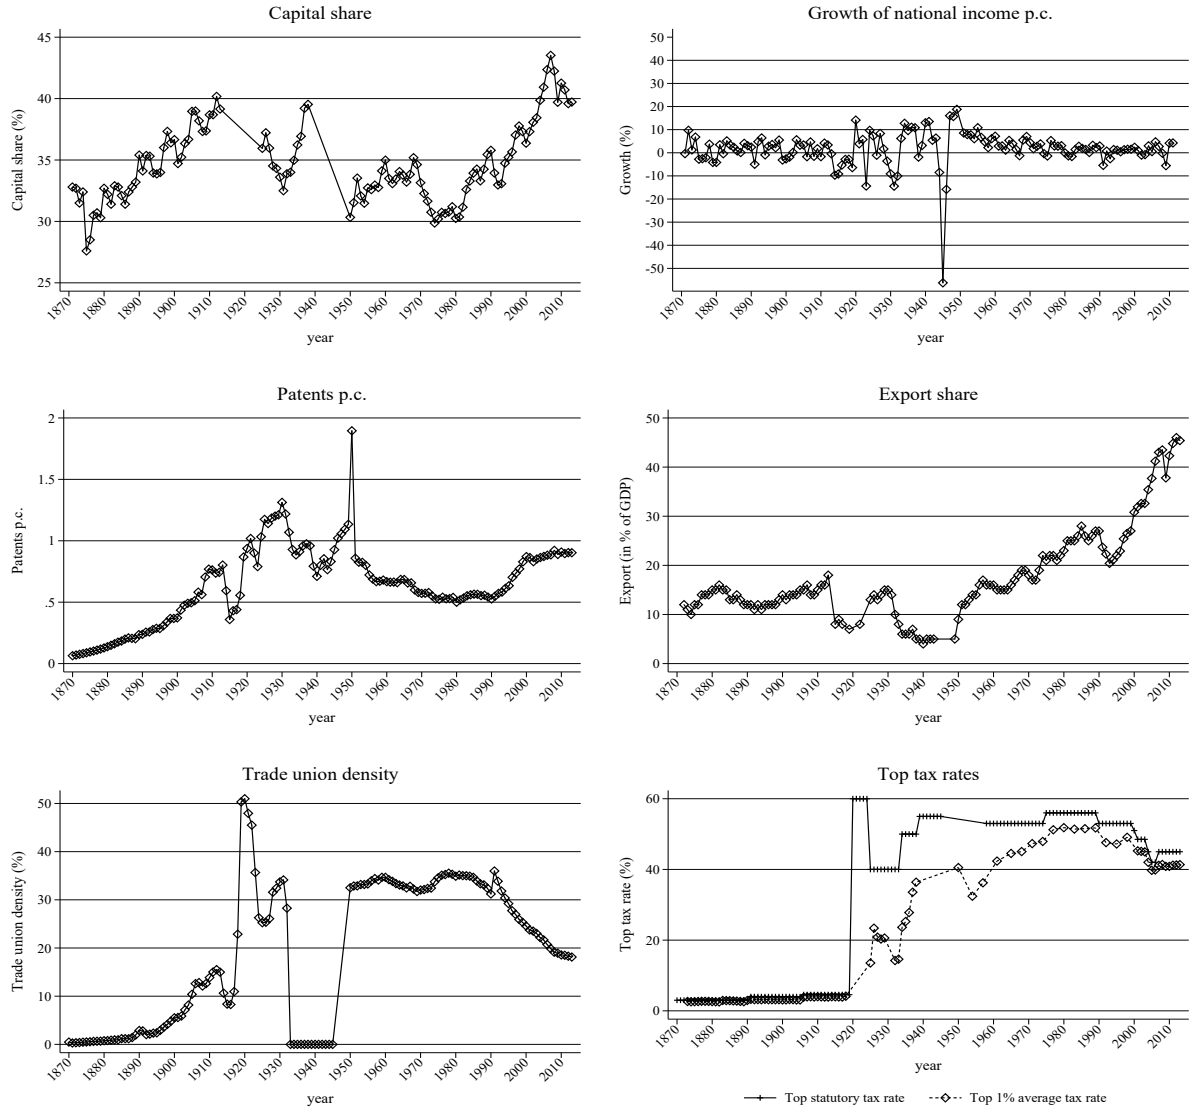 Capital share
45
40
35
30
25
Capital share (%)
1870 1880 1890 1900 1910 1920 1930 1940 1950 1960 1970 1980 1990 2000 2010
year
Growth of national income p.c.
50
40
30
20
10
0
-10
-20
-30
-40
-50
Growth (%)
1870 1880 1890 1900 1910 1920 1930 1940 1950 1960 1970 1980 1990 2000 2010
year
Patents p.c.
2
1.5
1
.5
0
Patents p.c.
1870 1880 1890 1900 1910 1920 1930 1940 1950 1960 1970 1980 1990 2000 2010
year
Export share
50
40
30
20
10
0
Export (in % of GDP)
1870 1880 1890 1900 1910 1920 1930 1940 1950 1960 1970 1980 1990 2000 2010
year
Trade union density
50
40
30
20
10
0
Trade union density (%)
1870 1880 1890 1900 1910 1920 1930 1940 1950 1960 1970 1980 1990 2000 2010
year
Top tax rates
60
40
20
0
Top tax rate (%)
1870 1880 1890 1900 1910 1920 1930 1940 1950 1960 1970 1980 1990 2000 2010
year
Top statutory tax rate Top 1% average tax rate